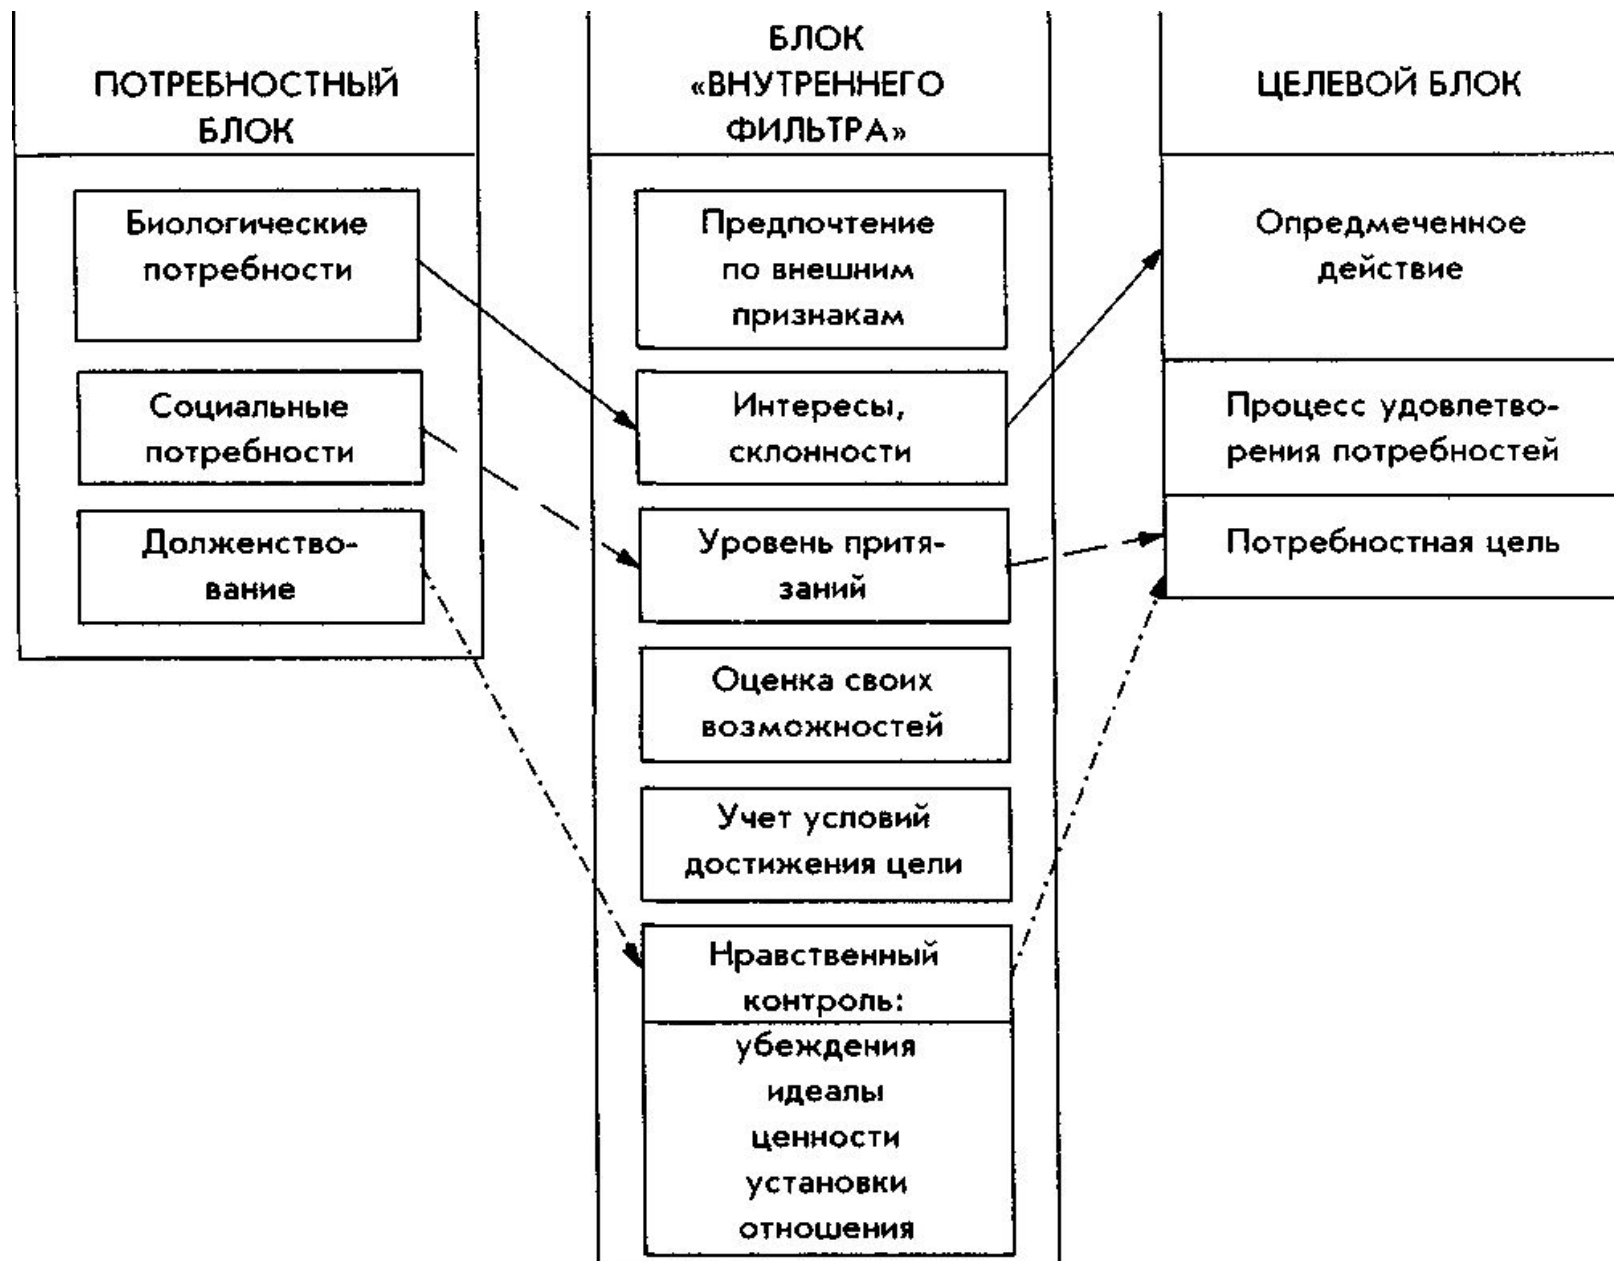 ПОТРЕБНОСТНЫЙ
БЛОК
Биологические
потребности
Социальные
потребности
Долженство-
вание
БЛОК
«ВНУТРЕННЕГО
ФИЛЬТРА»
Предпочтение
по внешним
признакам
Интересы,
склонности
Уровень притя-
заний
Оценка своих
возможностей
Учет условий
достижения цели
Нравственный
контроль:
убеждения
идеалы
ценности
установки
отношения
ЦЕЛЕВОЙ БЛОК
Опредмеченное
действие
Процесс удовлетво-
рения потребностей
Потребностная цель